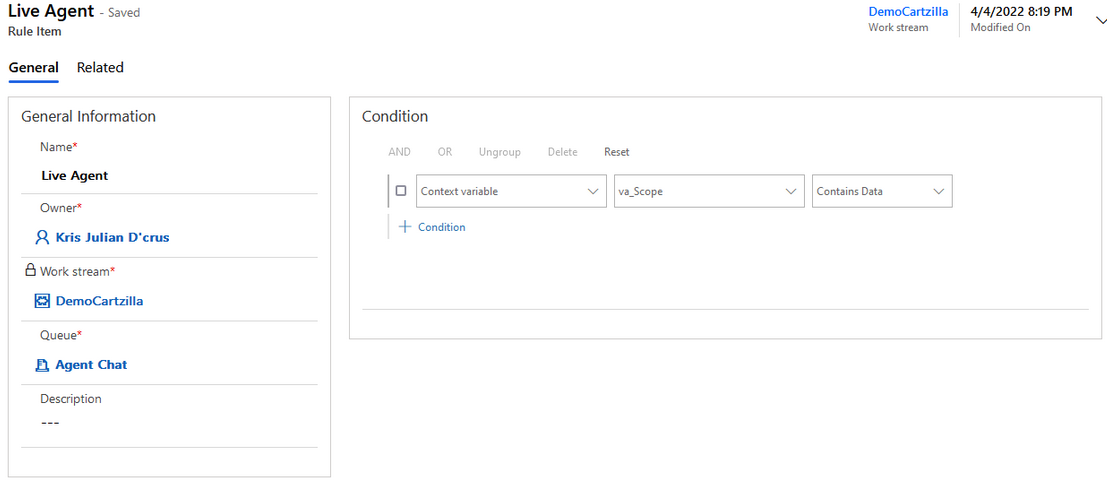 Live Agent - Saved
Rule Item
DemoCartzilla
Work stream
4/4/2022 8:19 PM
Modified On
General Related
General Information
Name*
Live Agent
Owner*
Kris Julian D'crus
Work stream*
DemoCartzilla
Queue*
Agent Chat
Description
---
Condition
AND OR Ungroup Delete Reset
Context variable va_Scope Contains Data
Condition